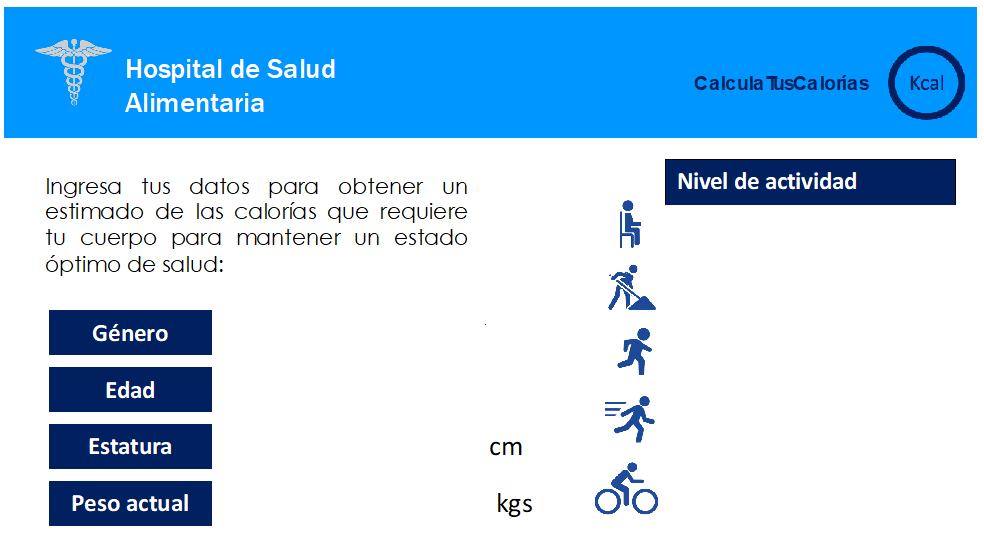 Hospital de Salud
Alimentaria
CalculaTusCalorías
Kcal
Ingresa tus datos para obtener un
estimado de las calorías que requiere
tu cuerpo para mantener un estado
óptimo de salud:
Nivel de actividad
Género
Edad
Estatura
cm
Peso actual
kgs